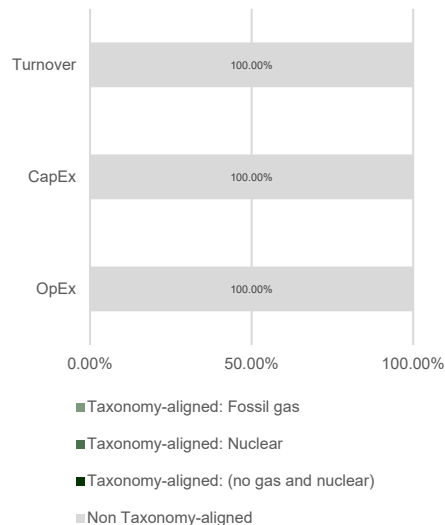 Turnover
100.00%
CapEx
100.00%
OpEx
100.00%
0.00% 50.00% 100.00%
Taxonomy-aligned: Fossil gas
Taxonomy-aligned: Nuclear
Taxonomy-aligned: (no gas and nuclear)
Non Taxonomy-aligned